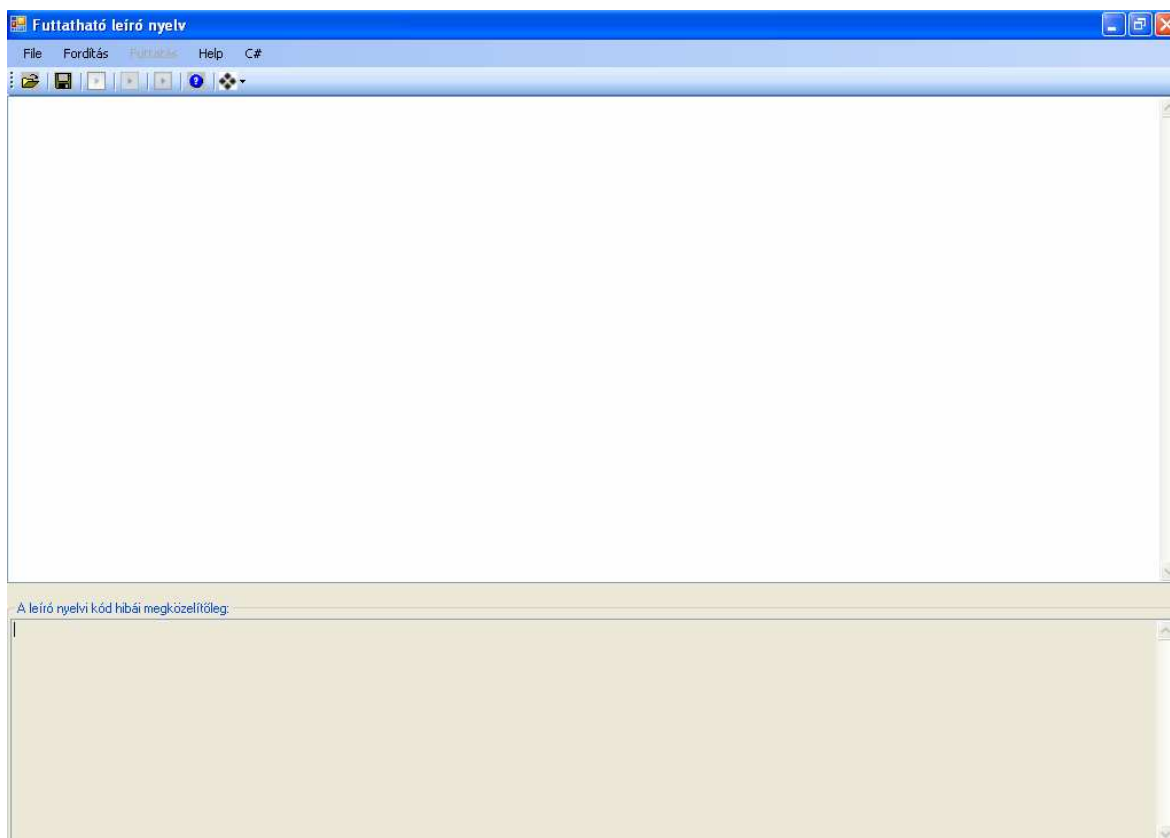 Futtatható leíró nyelv
File Fordítás Futtatás Help C#
A leíró nyelvi kód hibái megközelítőleg: